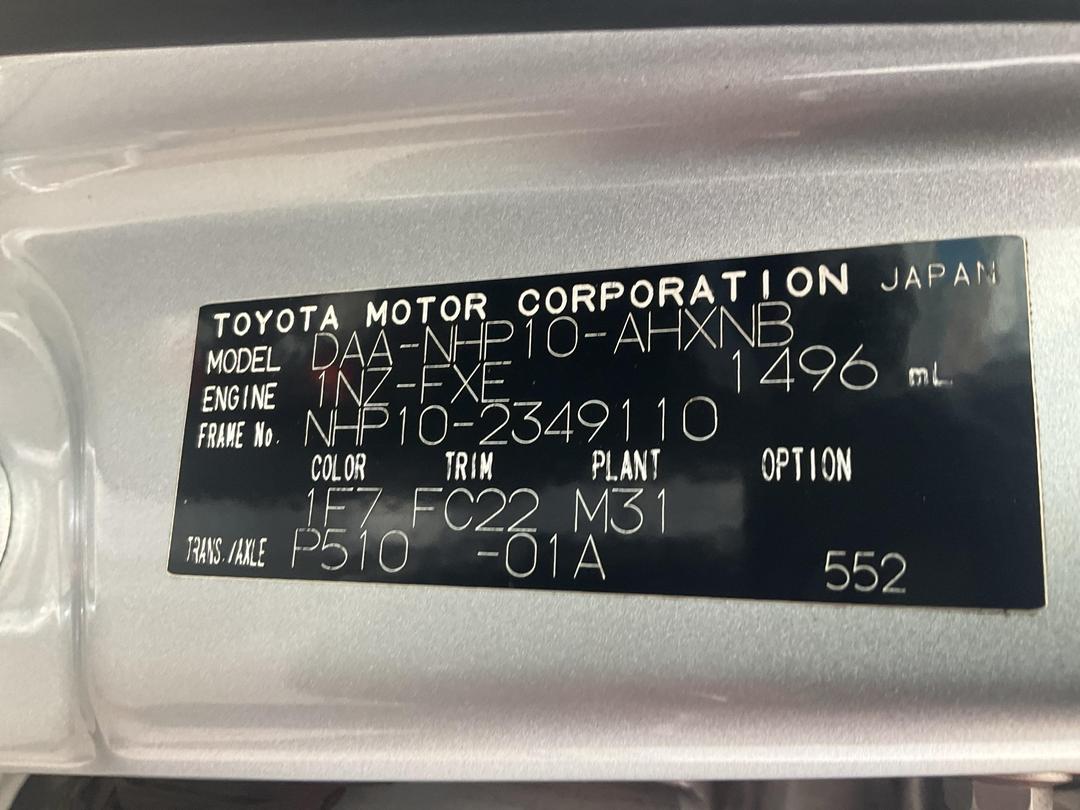 TOYOTA MOTOR CORPORATION JAPAN
MODEL DAA-NHP10-AHXNB
ENGINE 1NZ-FXE 1496 mL
FRAME No. NHP10-2349110
COLOR TRIM PLANT OPTION
1F7 FC22 M31
TRANS./AXLE P510 -01A 552